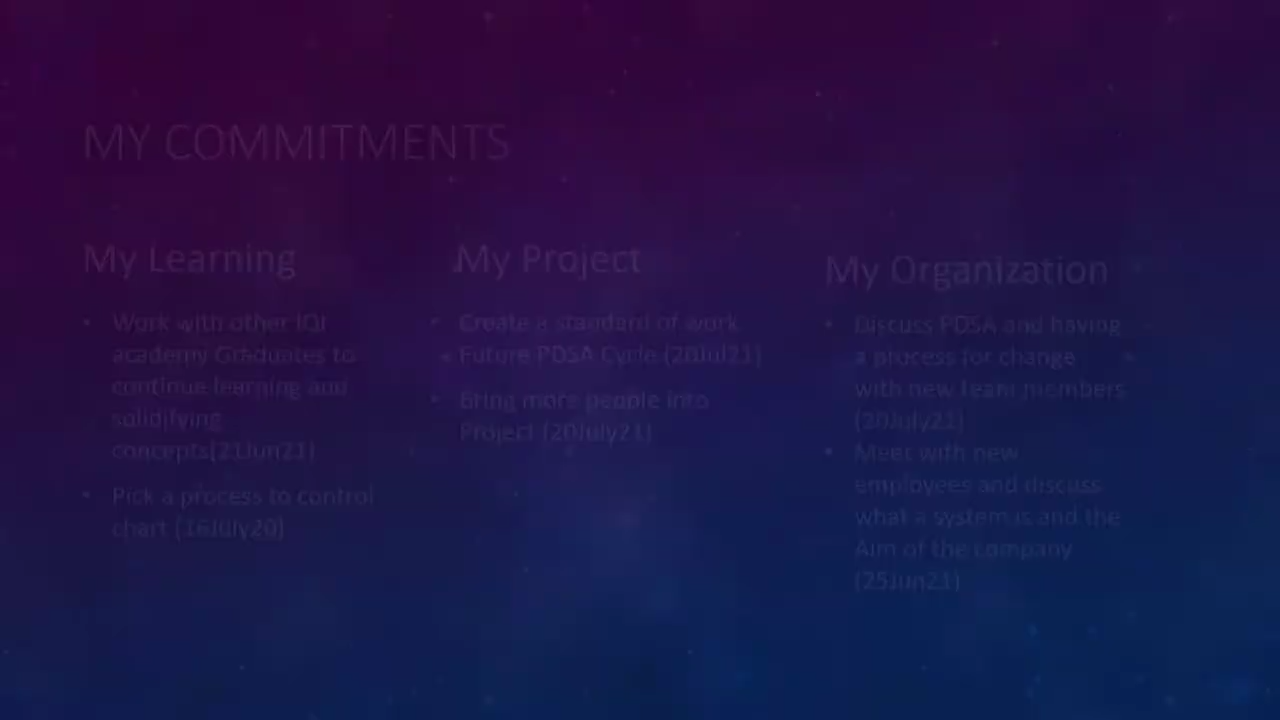 MY COMMITMENTS
My Learning
• Work with other IQI
academy Graduates to
continue learning and
solidifying
concepts(21Jun21)
• Pick a process to control
chart (16July20)
My Project
• Create a standard of work
Future PDSA Cycle (20Jul21)
• Bring more people into
Project (20July21)
My Organization
• Discuss PDSA and having
a process for change
with new team members
(20July21)
• Meet with new
employees and discuss
what a system is and the
Aim of the company
(25Jun21)